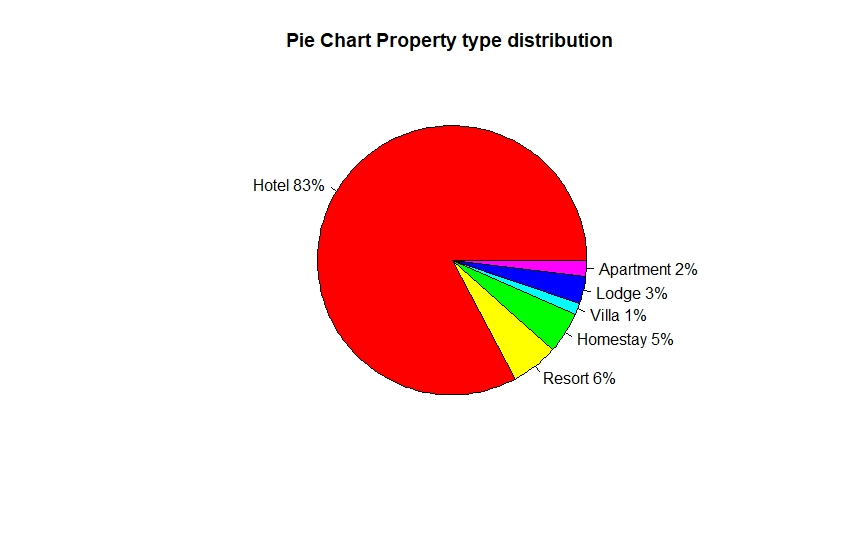 Pie Chart Property type distribution
Hotel 83%
Apartment 2%
Lodge 3%
Villa 1%
Homestay 5%
Resort 6%